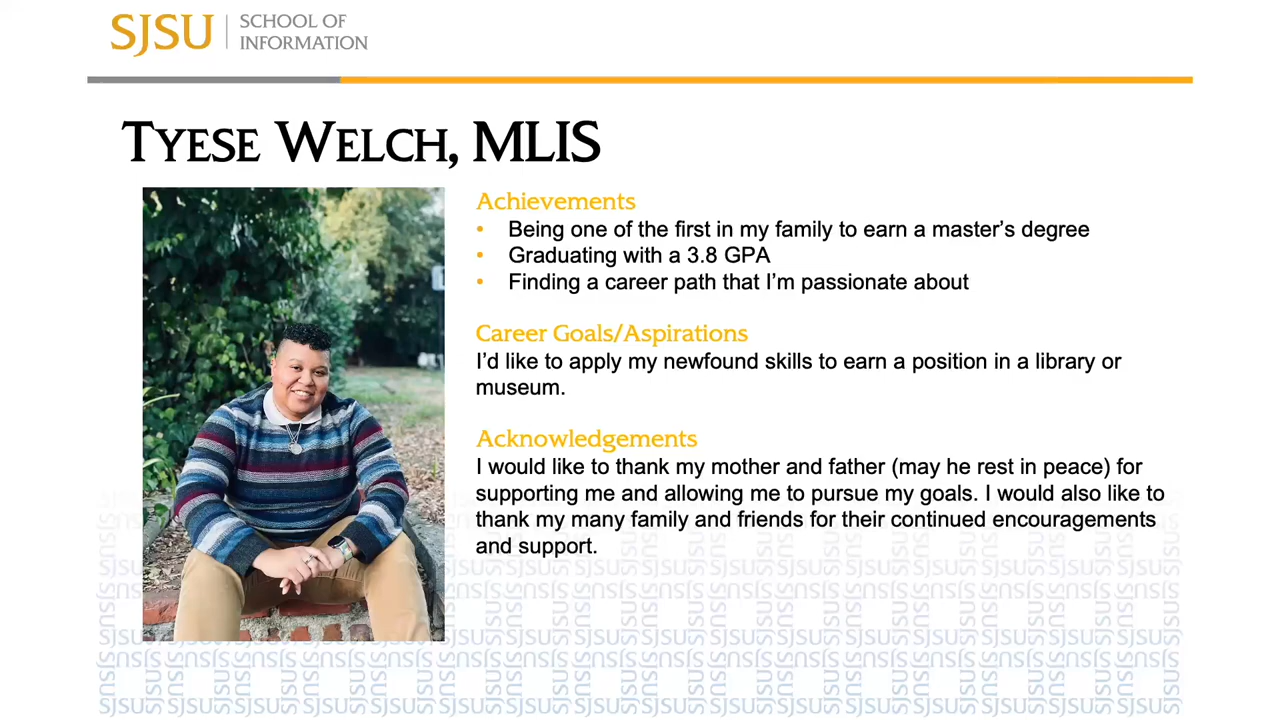 SJSU SCHOOL OF INFORMATION
TYESE WELCH, MLIS
Achievements
• Being one of the first in my family to earn a master's degree
• Graduating with a 3.8 GPA
• Finding a career path that I'm passionate about
Career Goals/Aspirations
I'd like to apply my newfound skills to earn a position in a library or
museum.
Acknowledgements
I would like to thank my mother and father (may he rest in peace) for
supporting me and allowing me to pursue my goals. I would also like to
thank my many family and friends for their continued encouragements
and support.